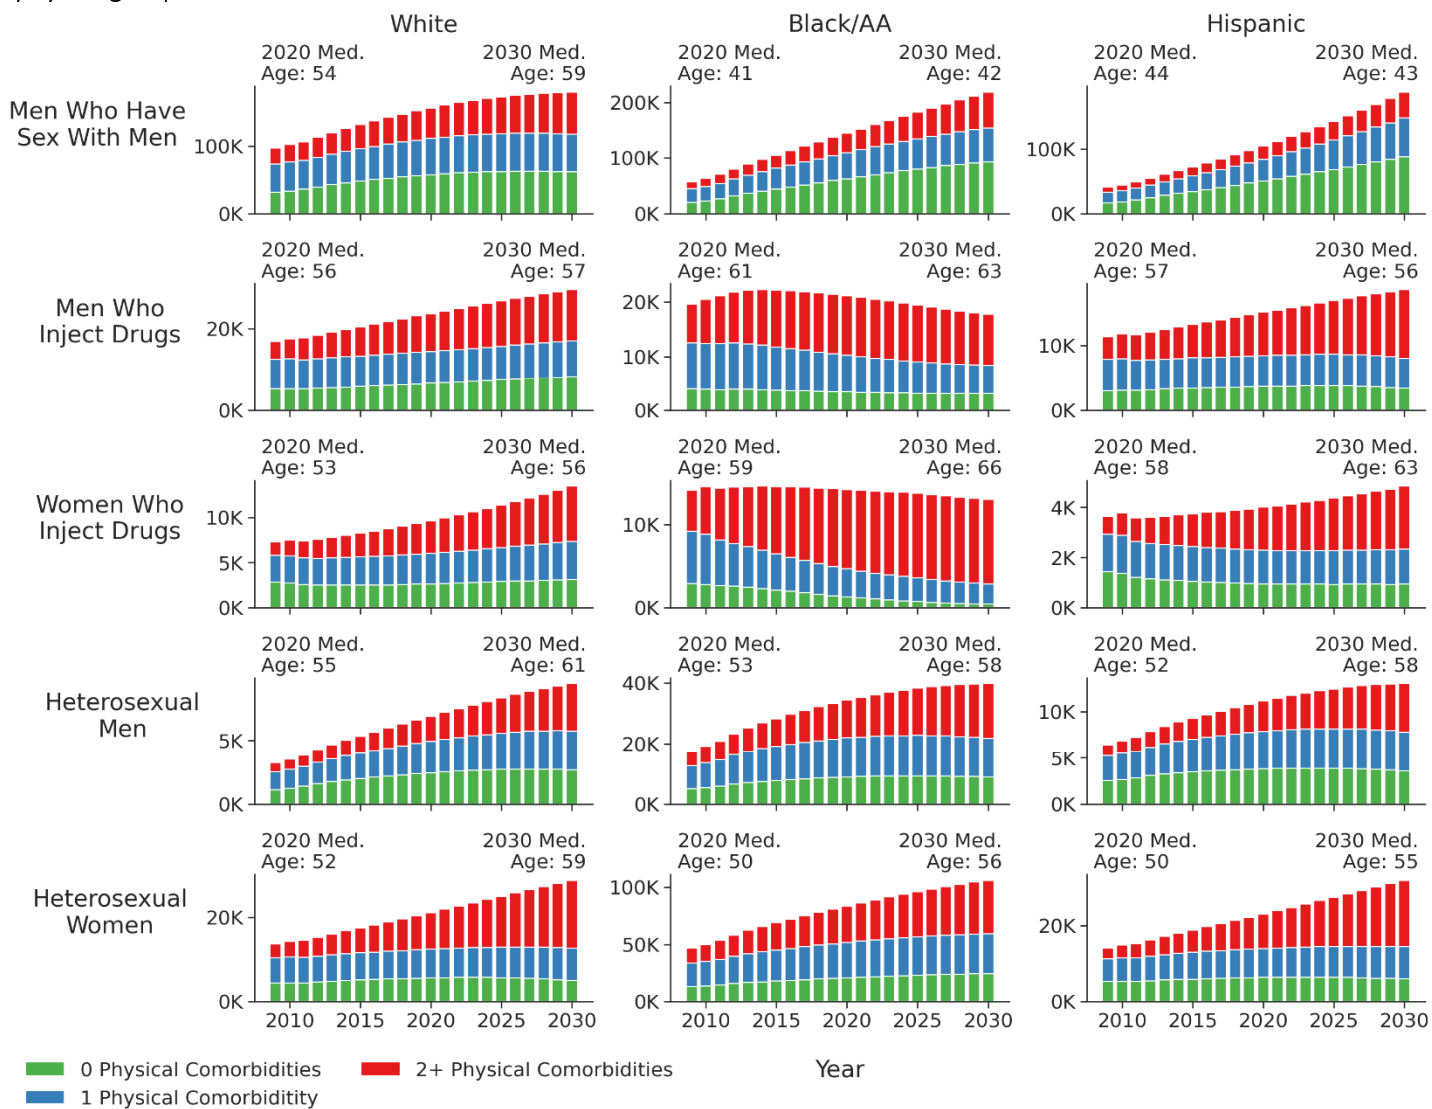 White
Black/AA
Hispanic
Men Who Have
Sex With Men
2020 Med.
Age: 54
2030 Med.
Age: 59
100K
0K
2020 Med.
Age: 41
2030 Med.
Age: 42
200K
100K
0K
2020 Med.
Age: 44
2030 Med.
Age: 43
100K
0K
Men Who
Inject Drugs
2020 Med.
Age: 56
2030 Med.
Age: 57
20K
0K
2020 Med.
Age: 61
2030 Med.
Age: 63
20K
10K
0K
2020 Med.
Age: 57
2030 Med.
Age: 56
10K
0K
Women Who
Inject Drugs
2020 Med.
Age: 53
2030 Med.
Age: 56
10K
5K
0K
2020 Med.
Age: 59
2030 Med.
Age: 66
10K
0K
2020 Med.
Age: 58
2030 Med.
Age: 63
4K
2K
0K
Heterosexual
Men
2020 Med.
Age: 55
2030 Med.
Age: 61
5K
0K
2020 Med.
Age: 53
2030 Med.
Age: 58
40K
20K
0K
2020 Med.
Age: 52
2030 Med.
Age: 58
10K
5K
0K
Heterosexual
Women
2020 Med.
Age: 52
2030 Med.
Age: 59
20K
0K
2020 Med.
Age: 50
2030 Med.
Age: 56
100K
50K
0K
2020 Med.
Age: 50
2030 Med.
Age: 55
20K
0K
2010 2015 2020 2025 2030
2010 2015 2020 2025 2030
2010 2015 2020 2025 2030
Year
0 Physical Comorbidities
1 Physical Comorbiditity
2+ Physical Comorbidities